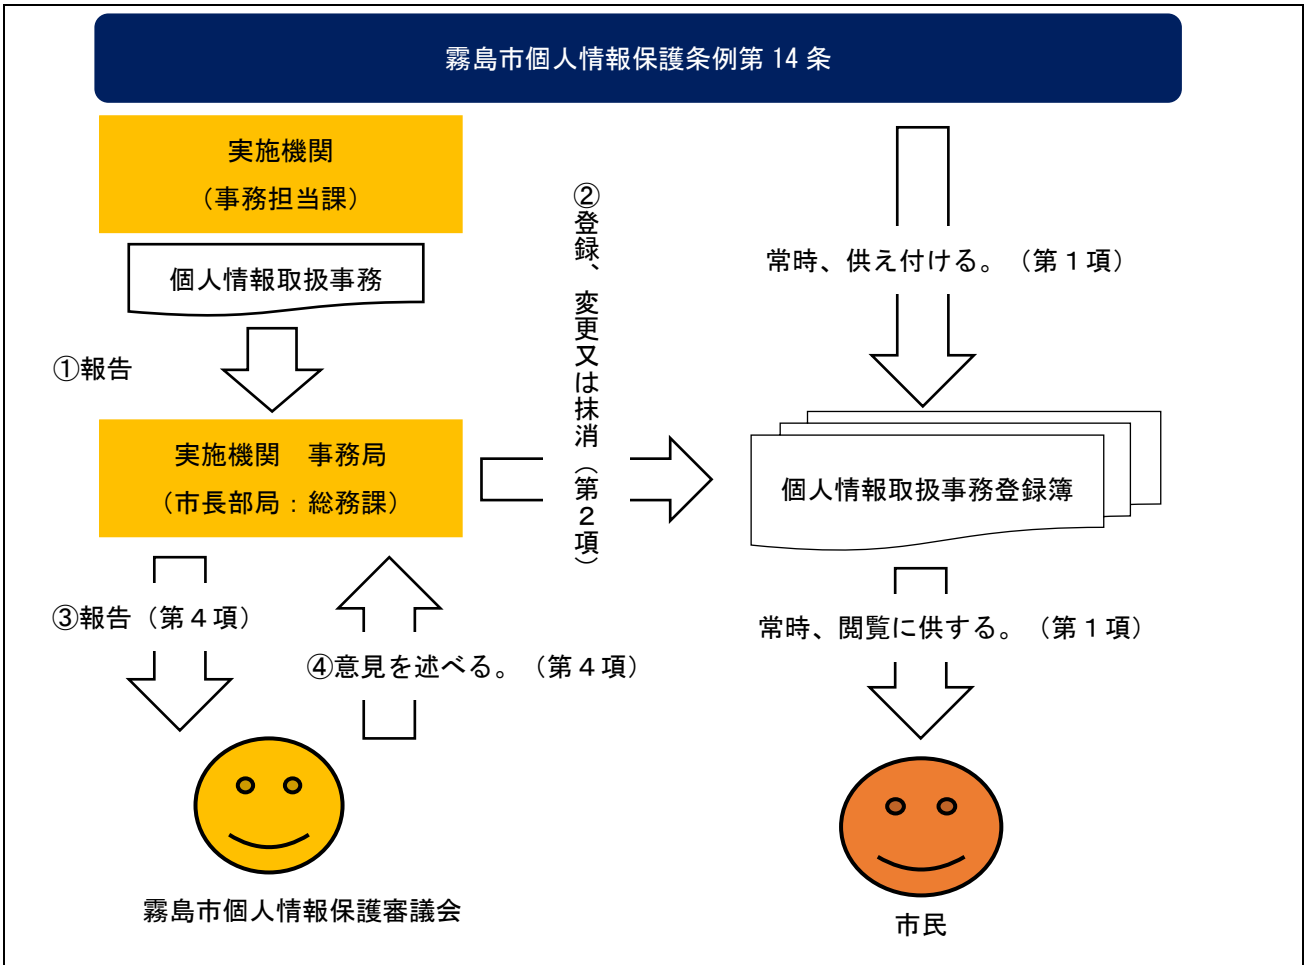 霧島市個人情報保護条例第 14 条
実施機関
（事務担当課）
個人情報取扱事務
①報告
実施機関　事務局
（市長部局：総務課）
②登録、変更又は抹消（第２項）
常時、供え付ける。（第１項）
個人情報取扱事務登録簿
③報告（第４項）
④意見を述べる。（第４項）
常時、閲覧に供する。（第１項）
霧島市個人情報保護審議会
市民